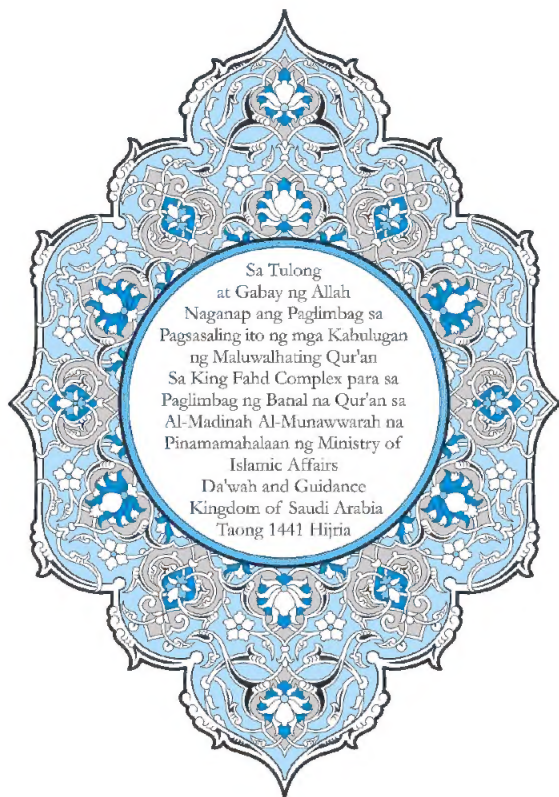 Sa Tulong
at Gabay ng Allah
Naganap ang Paglimbag sa
Pagsasaling ito ng mga Kabulugan
ng Maluwalhating Qur'an
Sa King Fahd Complex para sa
Paglimbag ng Banal na Qur'an sa
Al-Madinah Al-Munawwarah na
Pinamamahalaan ng Ministry of
Islamic Affairs
Da'wah and Guidance
Kingdom of Saudi Arabia
Taong 1441 Hijria